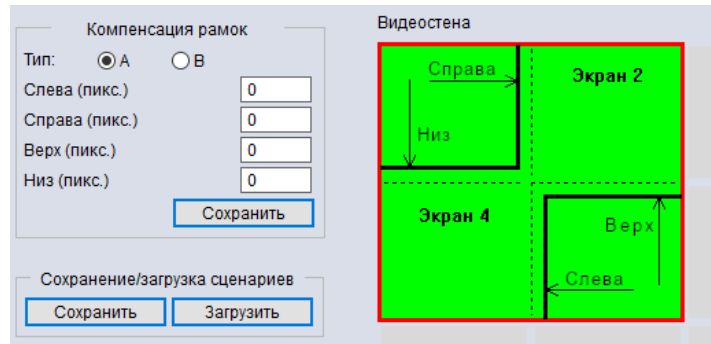 Компенсация рамок
Тип: A B
Слева (пикс.) 0
Справа (пикс.) 0
Верх (пикс.) 0
Низ (пикс.) 0
Сохранить
Сохранение/загрузка сценариев
Сохранить Загрузить
Видеостена
Справа
Экран 2
Низ
Экран 4
Верх
Слева